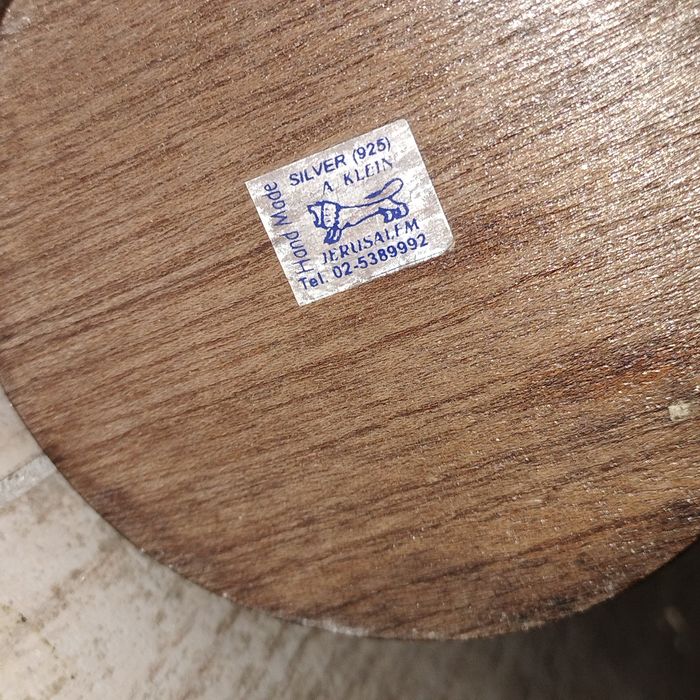 SILVER (925)
A. KLEIN
Hand Made
JERUSALEM
Tel. 02-5389992